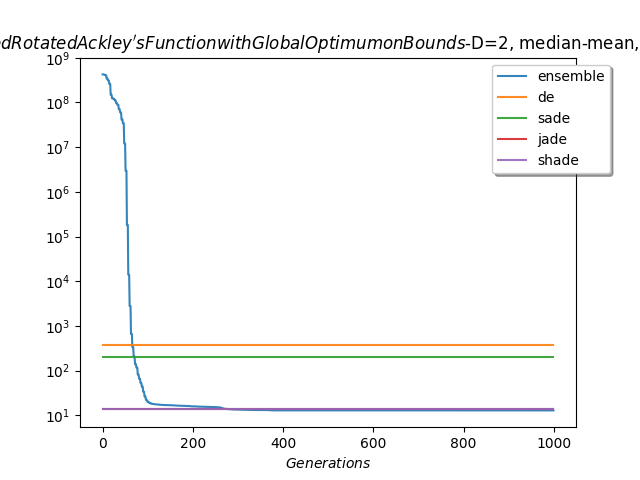 edRotatedAckley'sFunctionwithGlobalOptimumonBounds-D=2, median-mean,
10^9
10^8
10^7
10^6
10^5
10^4
10^3
10^2
10^1
ensemble
de
sade
jade
shade
0 200 400 600 800 1000
Generations